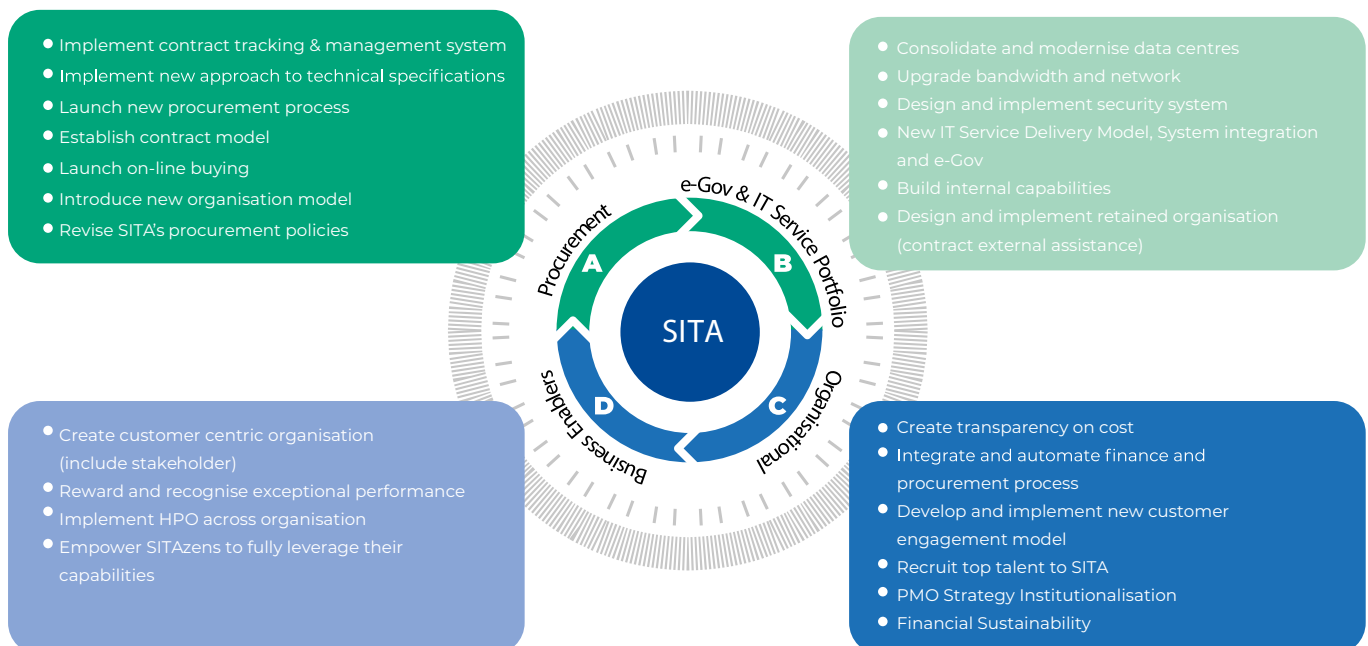 Implement contract tracking & management system
Implement new approach to technical specifications
Launch new procurement process
Establish contract model
Launch on-line buying
Introduce new organisation model
Revise SITA's procurement policies
Consolidate and modernise data centres
Upgrade bandwidth and network
Design and implement security system
New IT Service Delivery Model, System integration
and e-Gov
Build internal capabilities
Design and implement retained organisation
(contract external assistance)
Procurement
e-Gov & IT Service Portfolio
A
B
SITA
D
C
Business Enablers
Organisational
Create customer centric organisation
(include stakeholder)
Reward and recognise exceptional performance
Implement HPO across organisation
Empower SITAzens to fully leverage their
capabilities
Create transparency on cost
Integrate and automate finance and
procurement process
Develop and implement new customer
engagement model
Recruit top talent to SITA
PMO Strategy Institutionalisation
Financial Sustainability